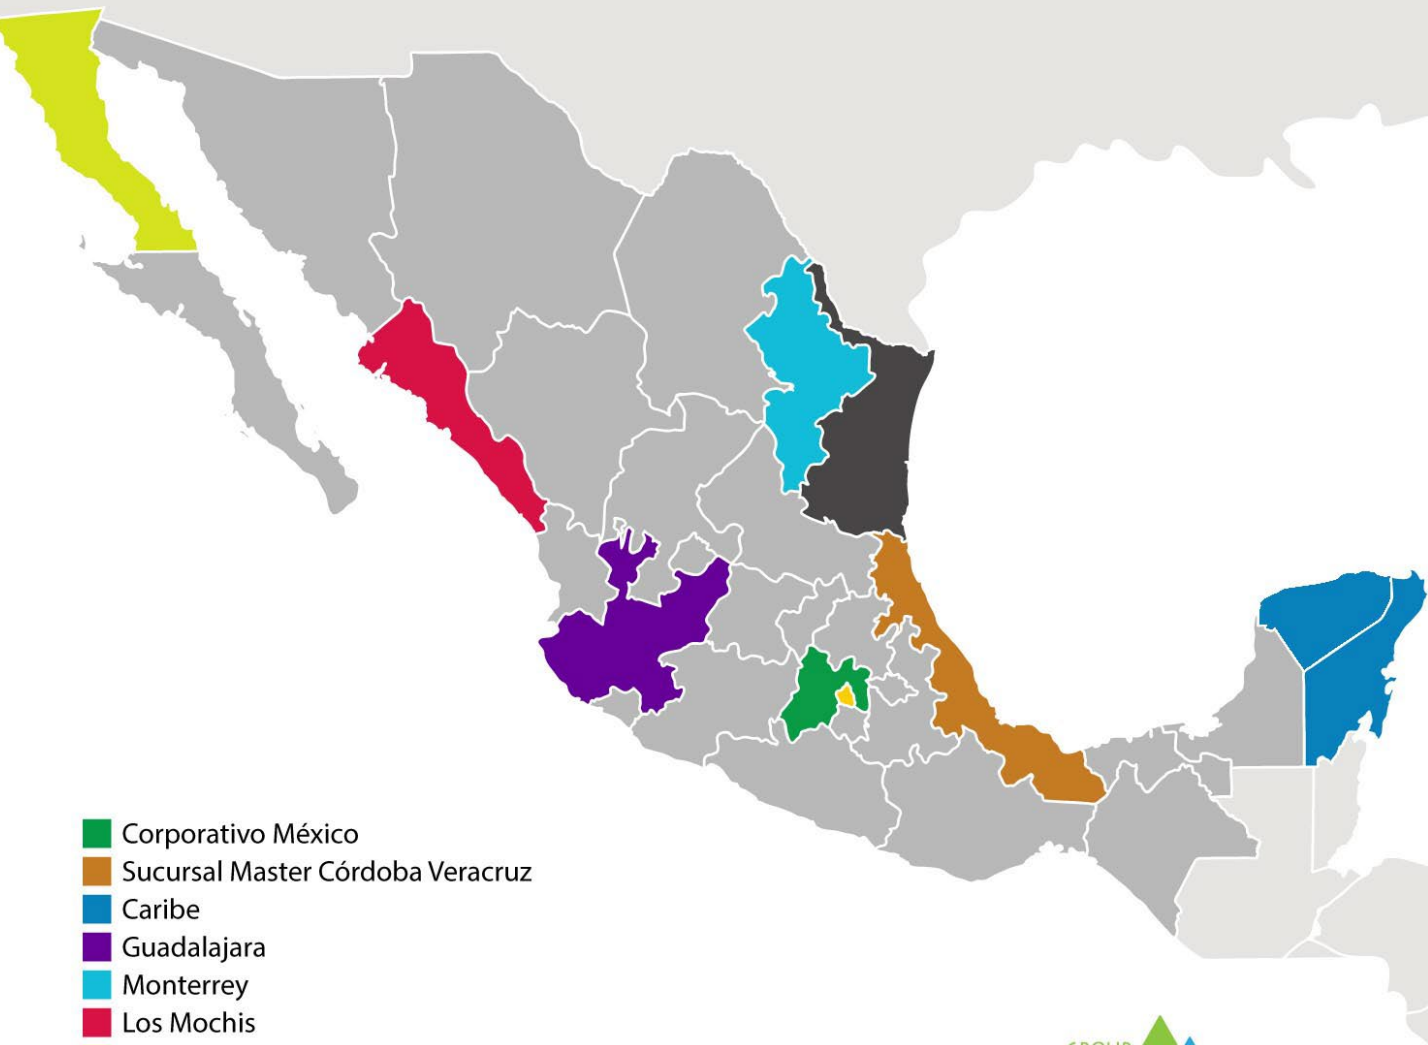 Corporativo México
Sucursal Master Córdoba Veracruz
Caribe
Guadalajara
Monterrey
Los Mochis